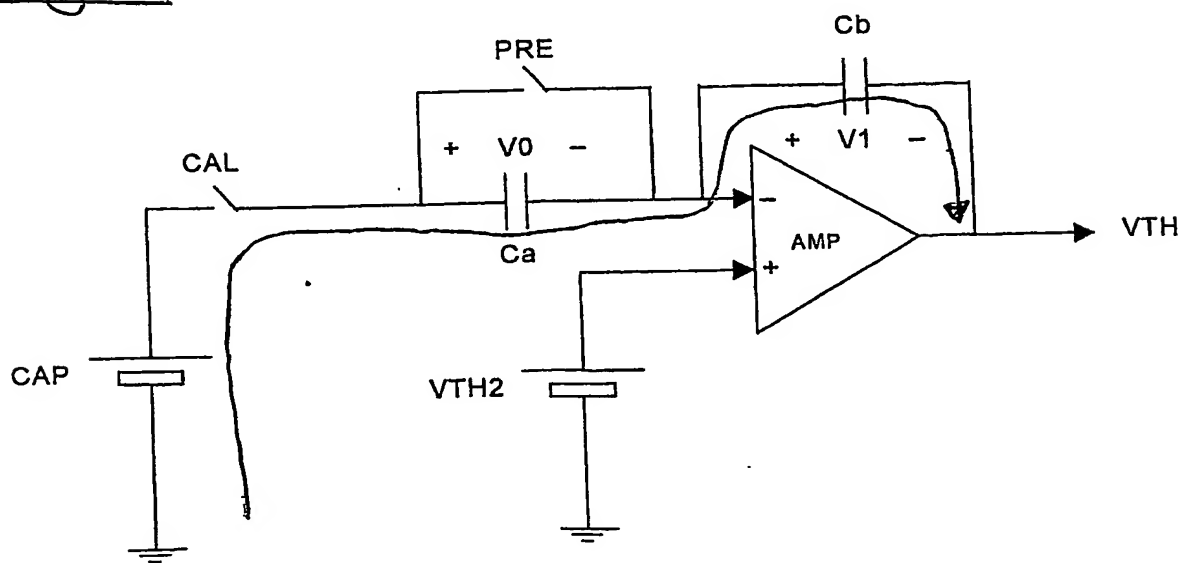 Cb
PRE
+ V0 -
+ V1 -
CAL
-
Ca
AMP
VTH
+
CAP
VTH2